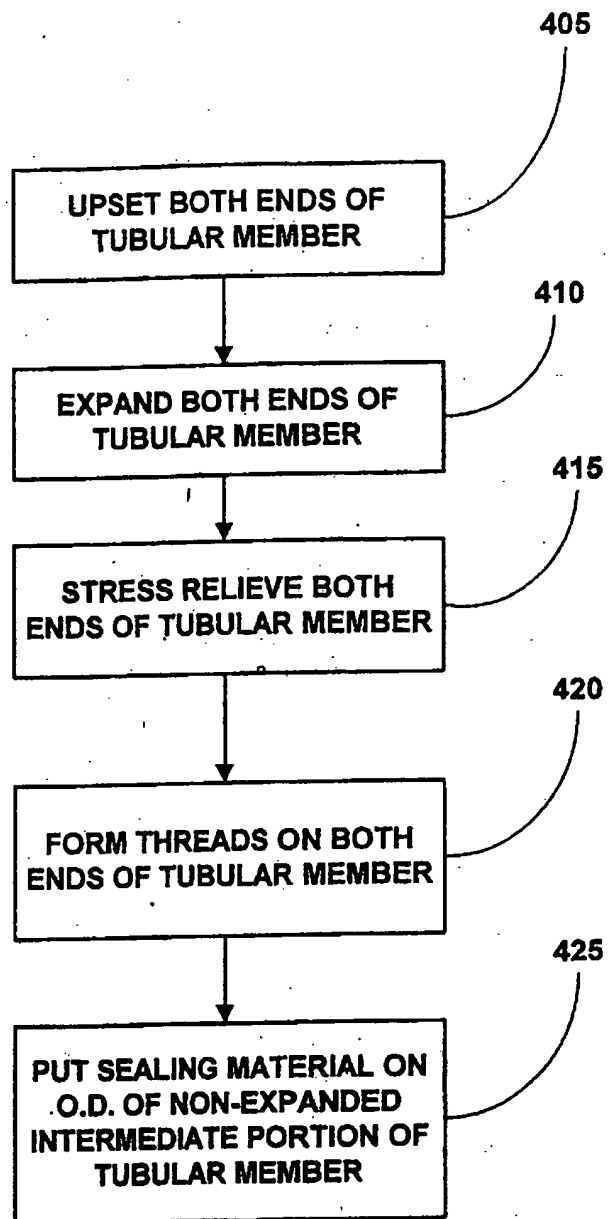 405
UPSET BOTH ENDS OF
TUBULAR MEMBER
410
EXPAND BOTH ENDS OF
TUBULAR MEMBER
415
STRESS RELIEVE BOTH
ENDS OF TUBULAR MEMBER
420
FORM THREADS ON BOTH
ENDS OF TUBULAR MEMBER
425
PUT SEALING MATERIAL ON
O.D. OF NON-EXPANDED
INTERMEDIATE PORTION OF
TUBULAR MEMBER